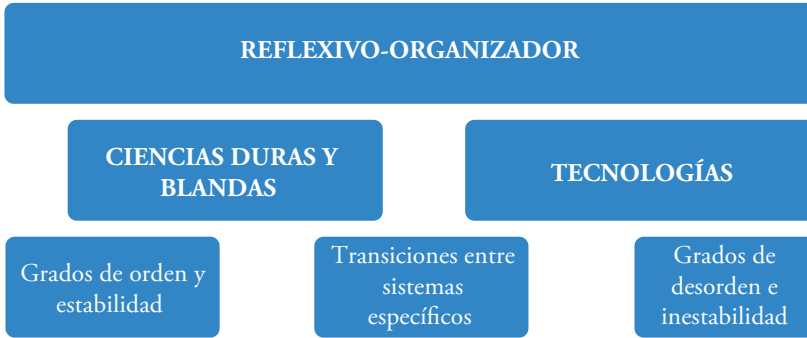 REFLEXIVO-ORGANIZADOR
CIENCIAS DURAS Y
BLANDAS
TECNOLOGÍAS
Grados de orden y
estabilidad
Transiciones entre
sistemas
específicos
Grados de
desorden e
inestabilidad